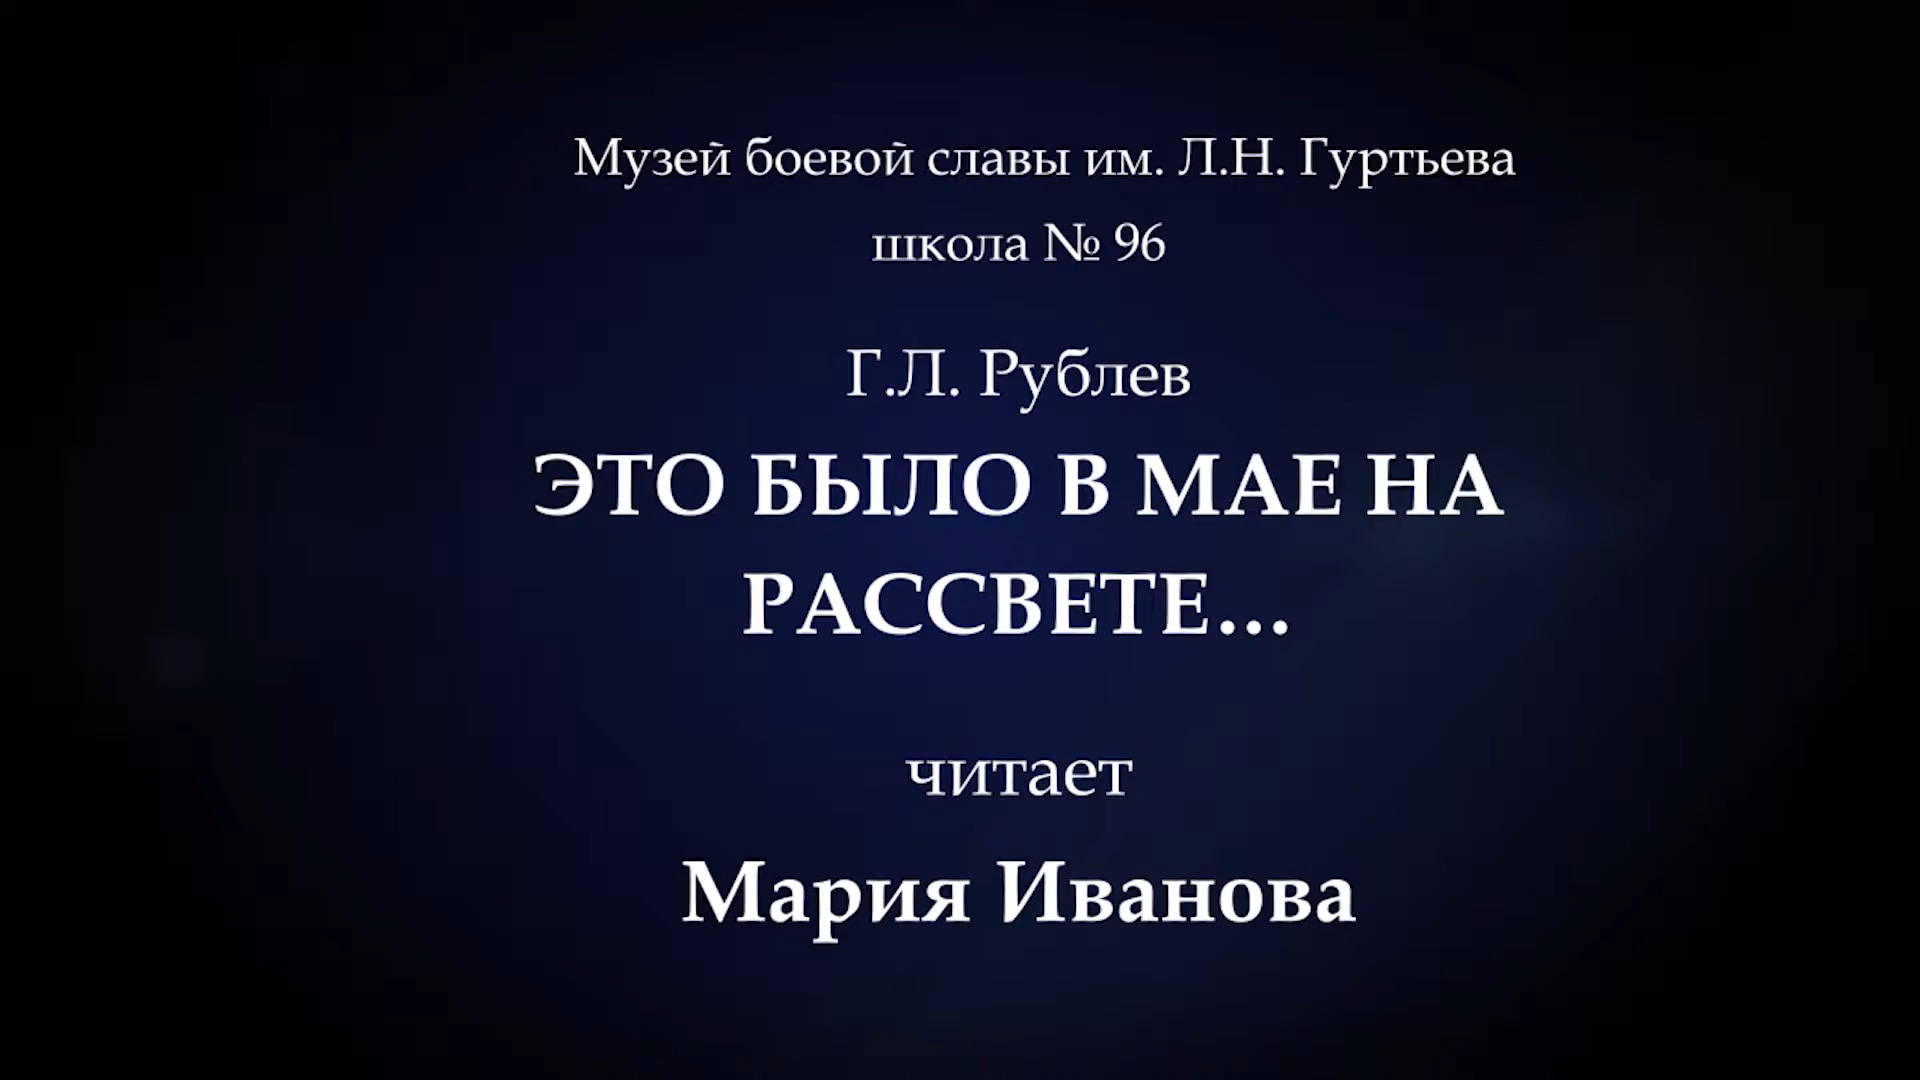 Музей боевой славы им. Л.Н. Гуртьева
школа № 96
Г.Л. Рублев
ЭТО БЫЛО В МАЕ НА
РАССВЕТЕ...
читает
Мария Иванова